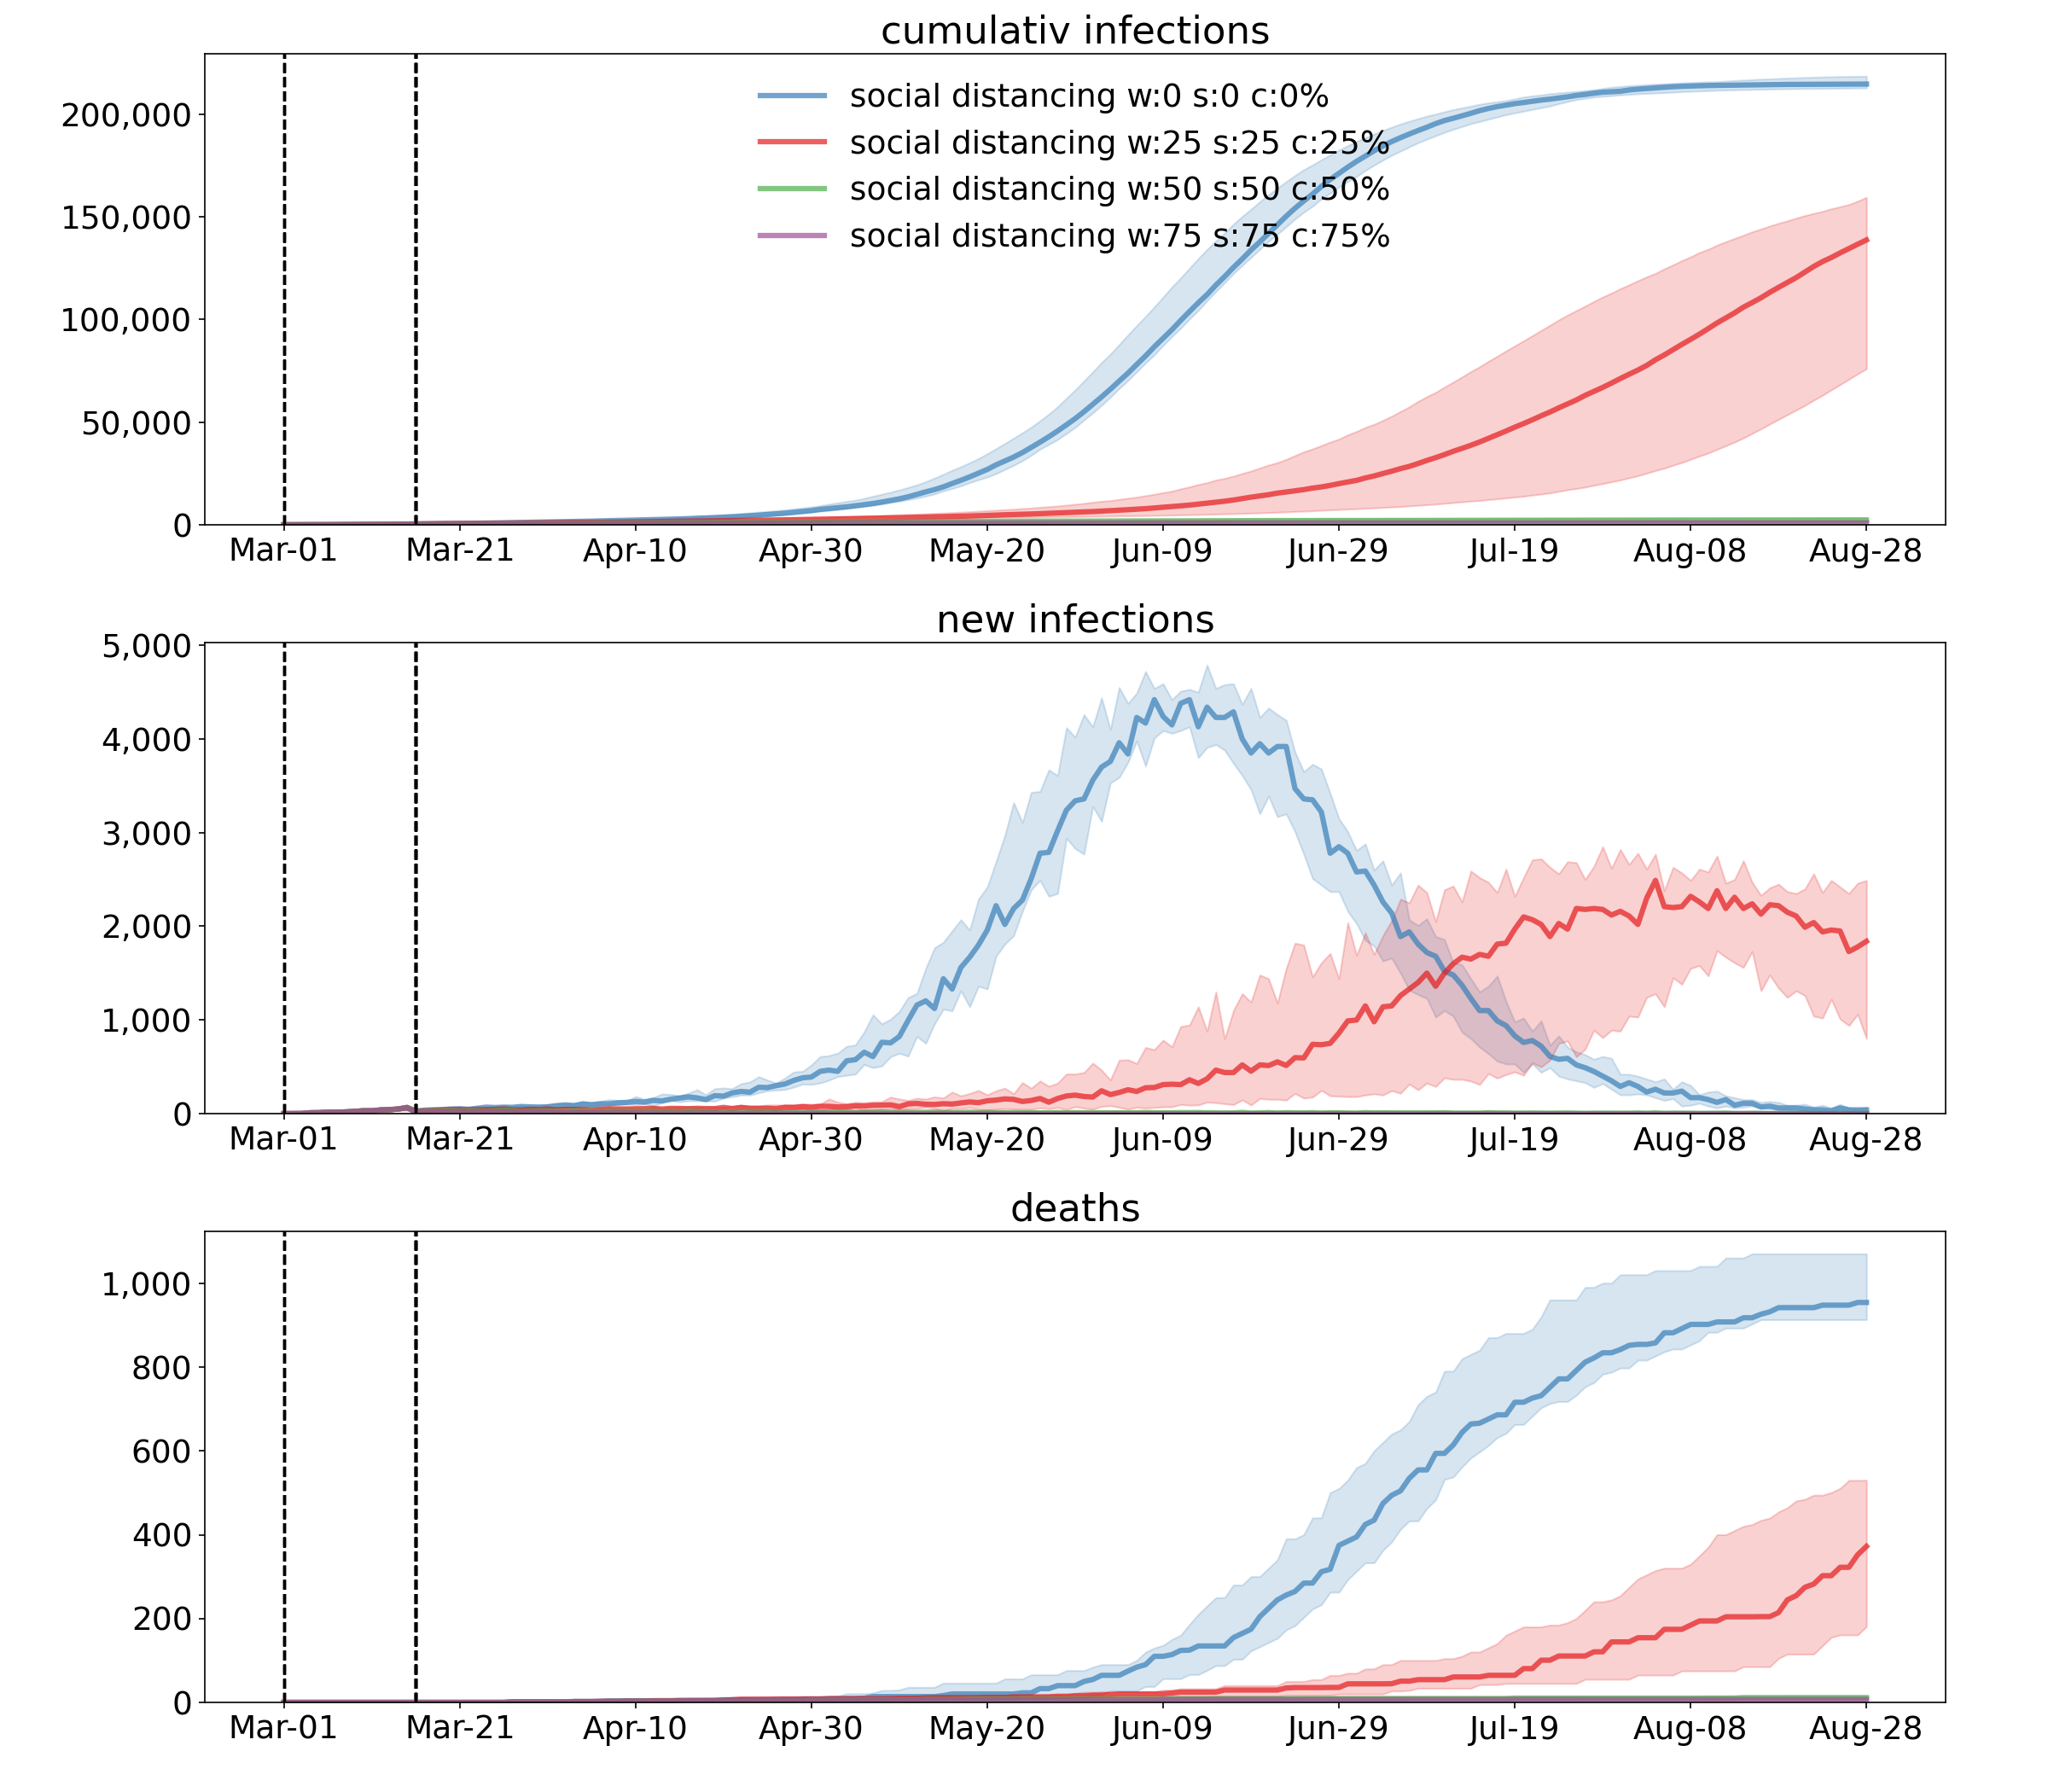 cumulativ infections
200,000
150,000
100,000
50,000
0
social distancing w:0 s:0 c:0%
social distancing w:25 s:25 c:25%
social distancing w:50 s:50 c:50%
social distancing w:75 s:75 c:75%
Mar-01 Mar-21 Apr-10 Apr-30 May-20 Jun-09 Jun-29 Jul-19 Aug-08 Aug-28
new infections
5,000
4,000
3,000
2,000
1,000
0
Mar-01 Mar-21 Apr-10 Apr-30 May-20 Jun-09 Jun-29 Jul-19 Aug-08 Aug-28
deaths
1,000
800
600
400
200
0
Mar-01 Mar-21 Apr-10 Apr-30 May-20 Jun-09 Jun-29 Jul-19 Aug-08 Aug-28